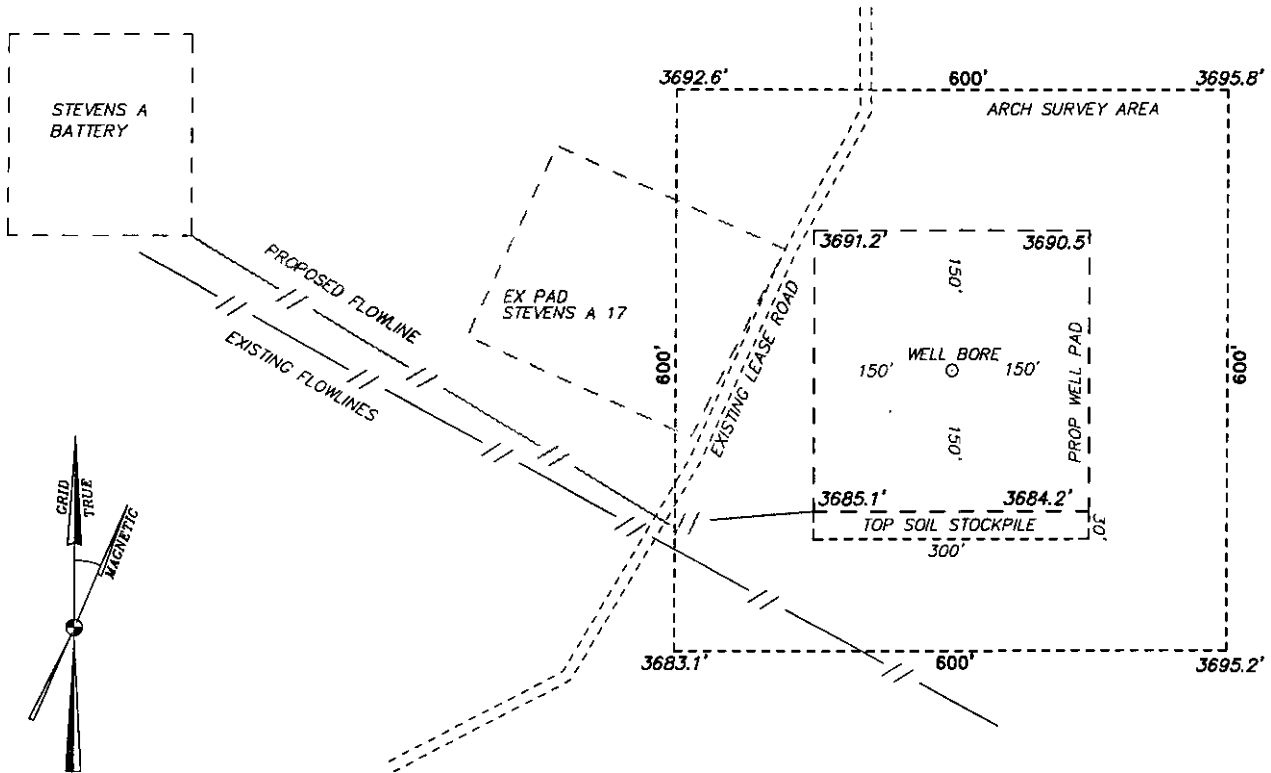 3692.6'
600'
3695.8'
ARCH SURVEY AREA
STEVENS A
BATTERY
3691.2'
3690.5'
150'
PROPOSED FLOWLINE
EX PAD
STEVENS A 17
EXISTING FLOWLINES
EXISTING LEASE ROAD
600'
WELL BORE
150'
150'
PROP WELL PAD
600'
150'
3685.1'
3684.2'
TOP SOIL STOCKPILE
30'
300'
GRID
TRUE
MAGNETIC
3683.1'
600'
3695.2'